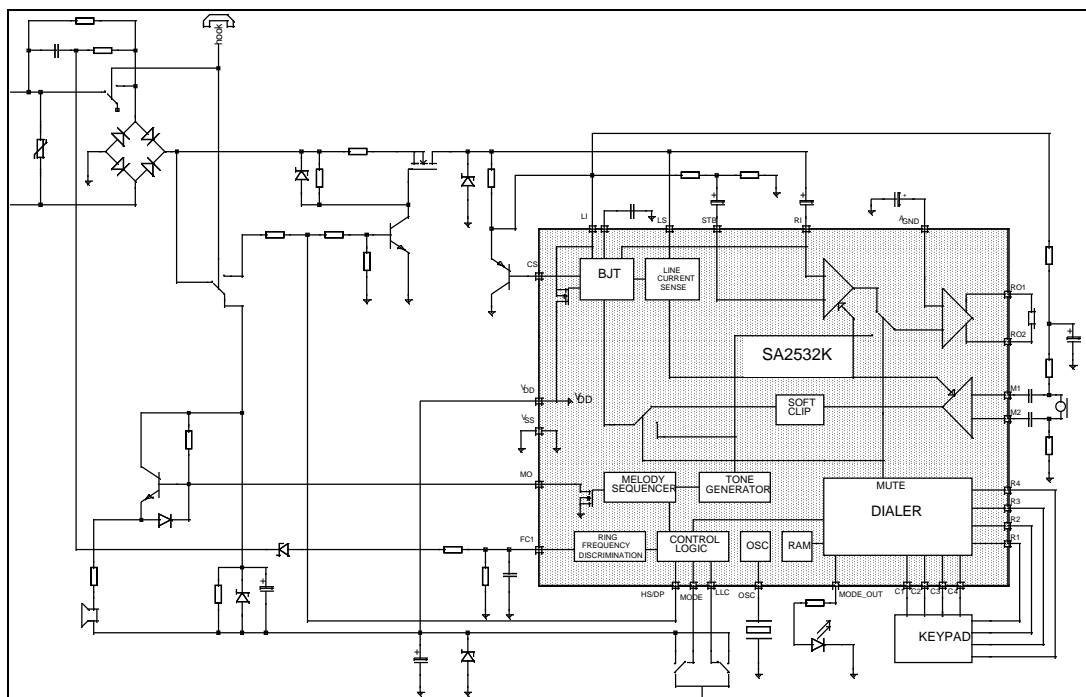 hook
LI
LS
STB
RI
AGND
CS
BJT
LINE
CURRENT
SENSE
RO1
SA2532K
RO2
VDD
VDD
SOFT
CLIP
M1
M2
VSS
MO
MELODY
SEQUENCER
TONE
GENERATOR
MUTE
DIALER
R4
R3
R2
R1
FC1
RING
FREQUENCY
DISCRIMINATION
CONTROL
LOGIC
OSC
RAM
HS/DP
MODE
LLC
OSC
MODE_OUT
C1
C2
C3
C4
KEYPAD